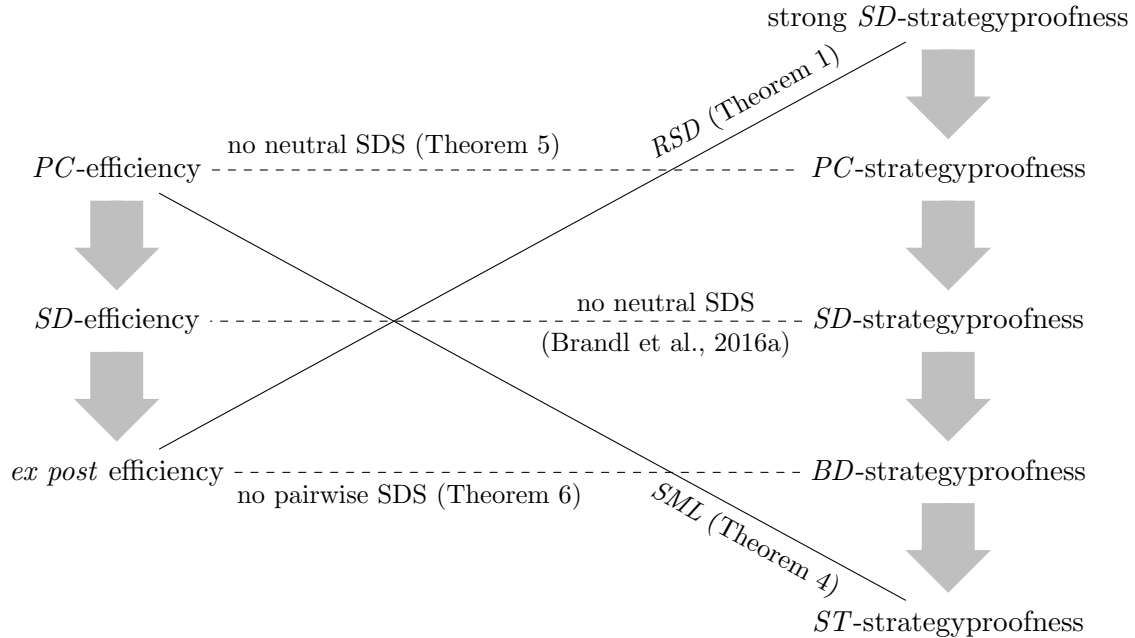 strong SD-strategyproofness
RSD (Theorem 1)
no neutral SDS (Theorem 5)
PC-efficiency
PC-strategyproofness
no neutral SDS
SD-efficiency
SD-strategyproofness
(Brandl et al., 2016a)
ex post efficiency
BD-strategyproofness
no pairwise SDS (Theorem 6)
SML (Theorem 4)
ST-strategyproofness